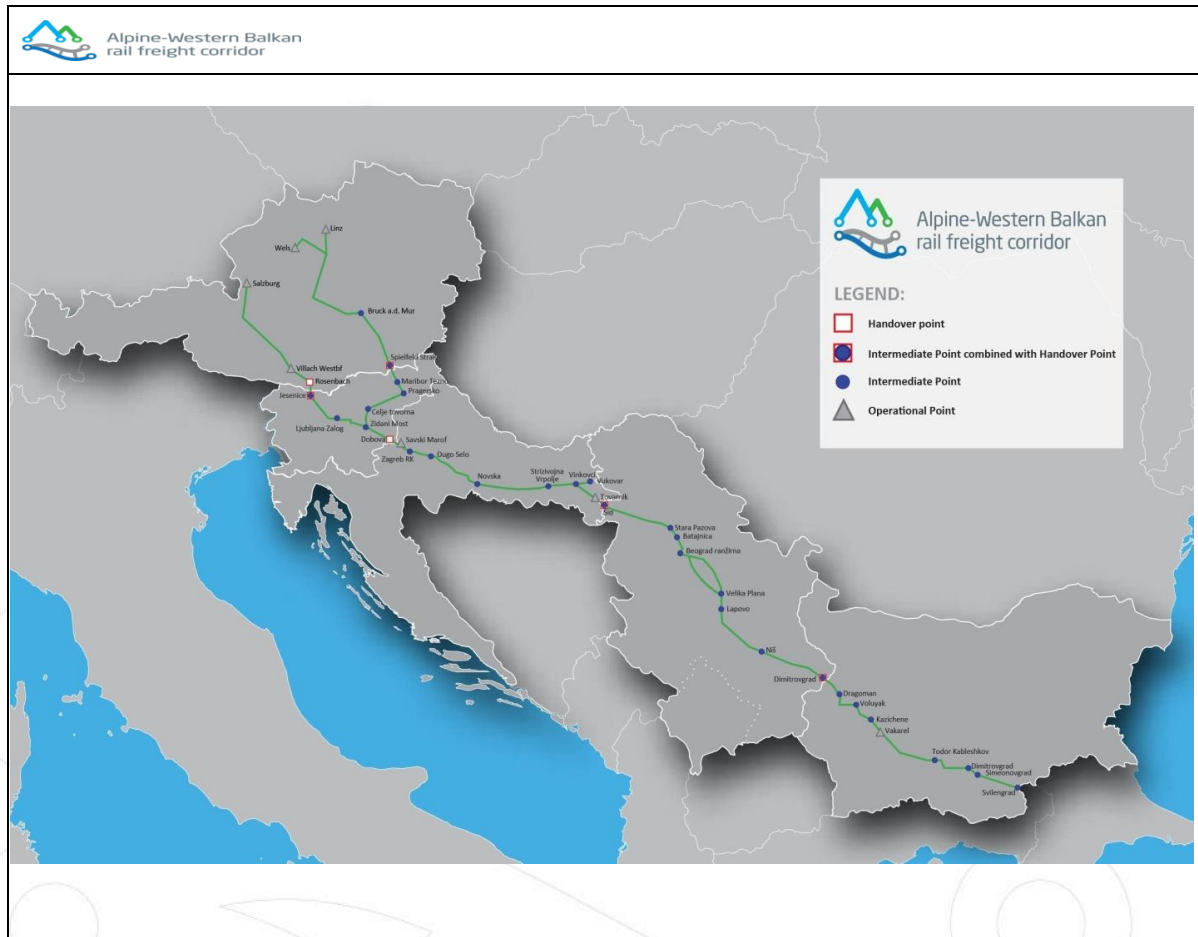 Alpine-Western Balkan
rail freight corridor
Alpine-Western Balkan
rail freight corridor
LEGEND:
Handover point
Intermediate Point combined with Handover Point
Intermediate Point
Operational Point
Linz
Wels
Salzburg
Bruck a.d. Mur
Spielfeld Straß
Villach Westbf
Rosenbach
Maribor Tezno
Pragersko
Jesenice
Celje tovorna
Ljubljana Zalog
Zidani Most
Dobova
Savski Marof
Zagreb RK
Dugo Selo
Novska
Strizivojna
Vrpolje
Vinkovci
Vukovar
Tovarnik
Šid
Stara Pazova
Batajnica
Beograd ranžirna
Velika Plana
Lapovo
Niš
Dimitrovgrad
Dragoman
Voluyak
Kazichene
Vakarel
Todor Kableshkov
Dimitrovgrad
Simeonovgrad
Svilengrad